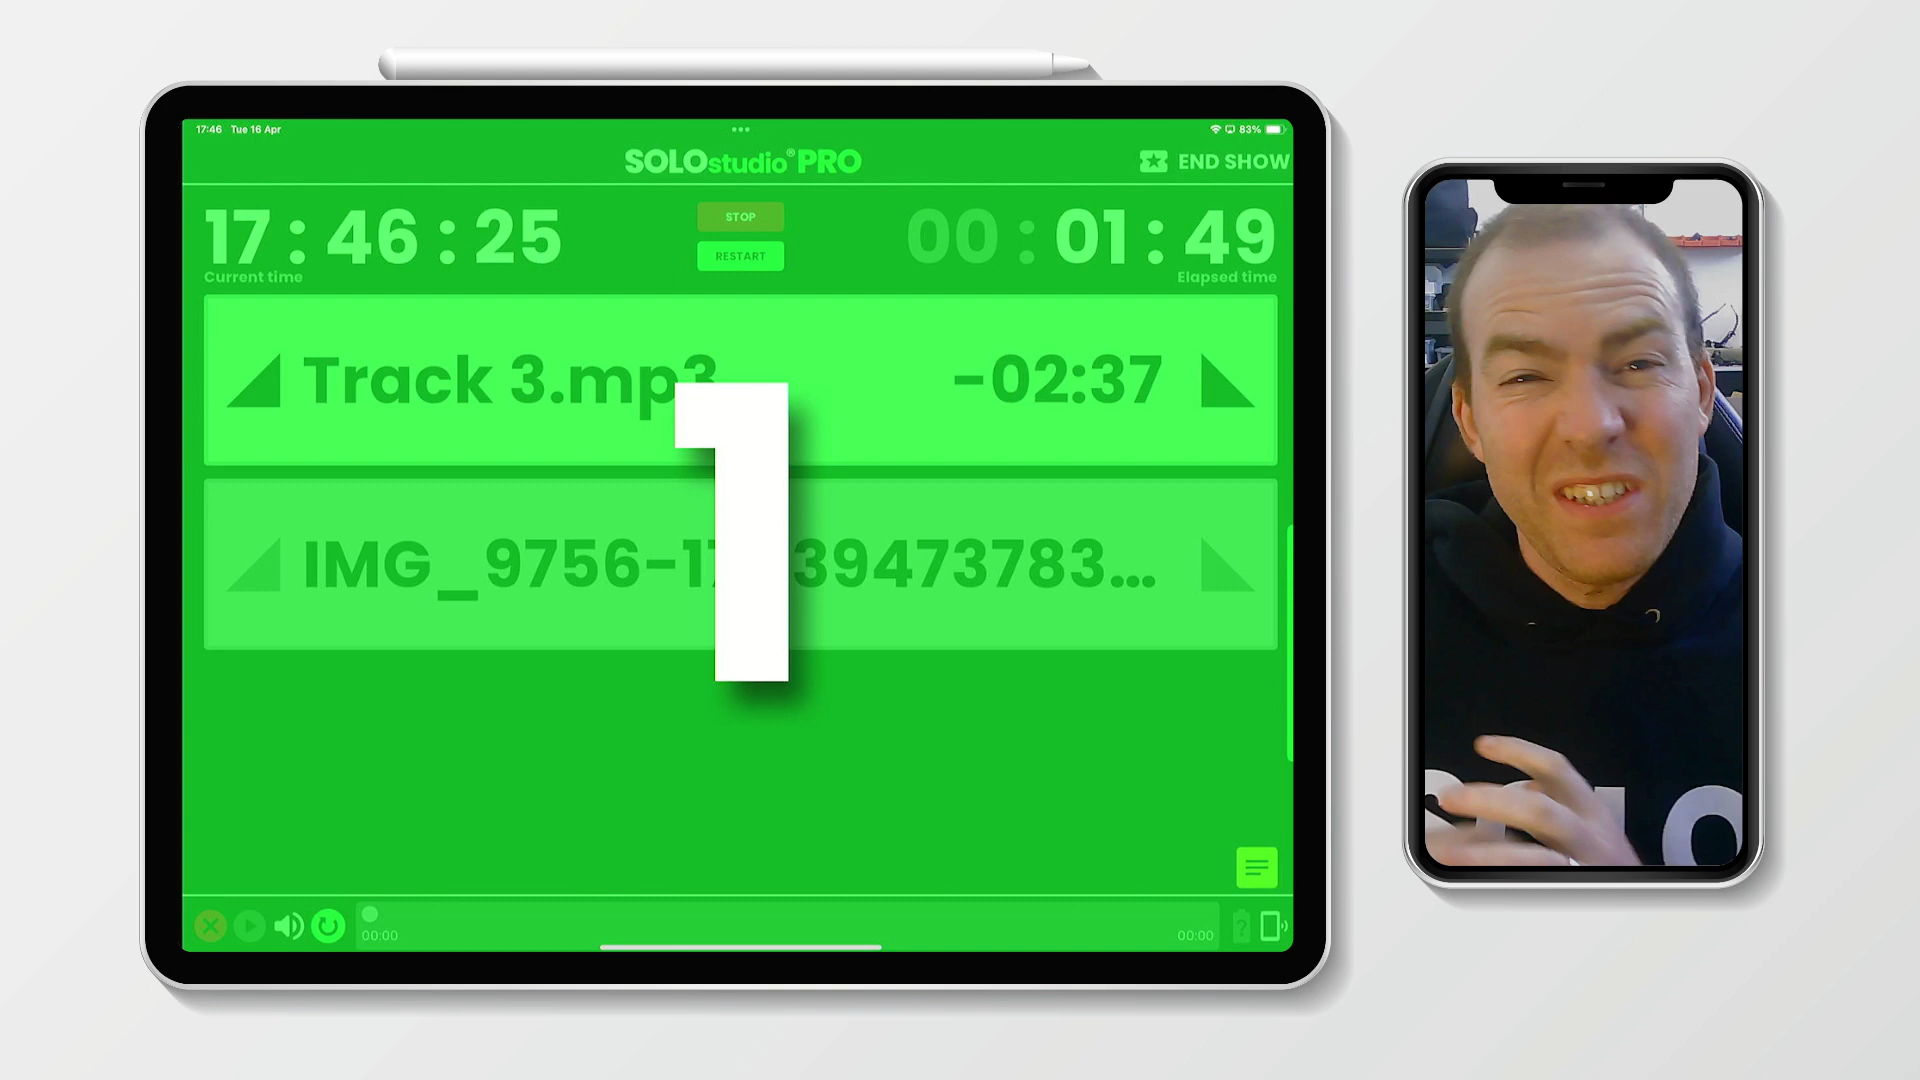 17:46 Tue 16 Apr
83%
SOLOstudio® PRO
END SHOW
17 : 46 : 25
STOP
RESTART
00 : 01 : 49
Current time
Elapsed time
Track 3.mp3
-02:37
1
00:00
00:00
?